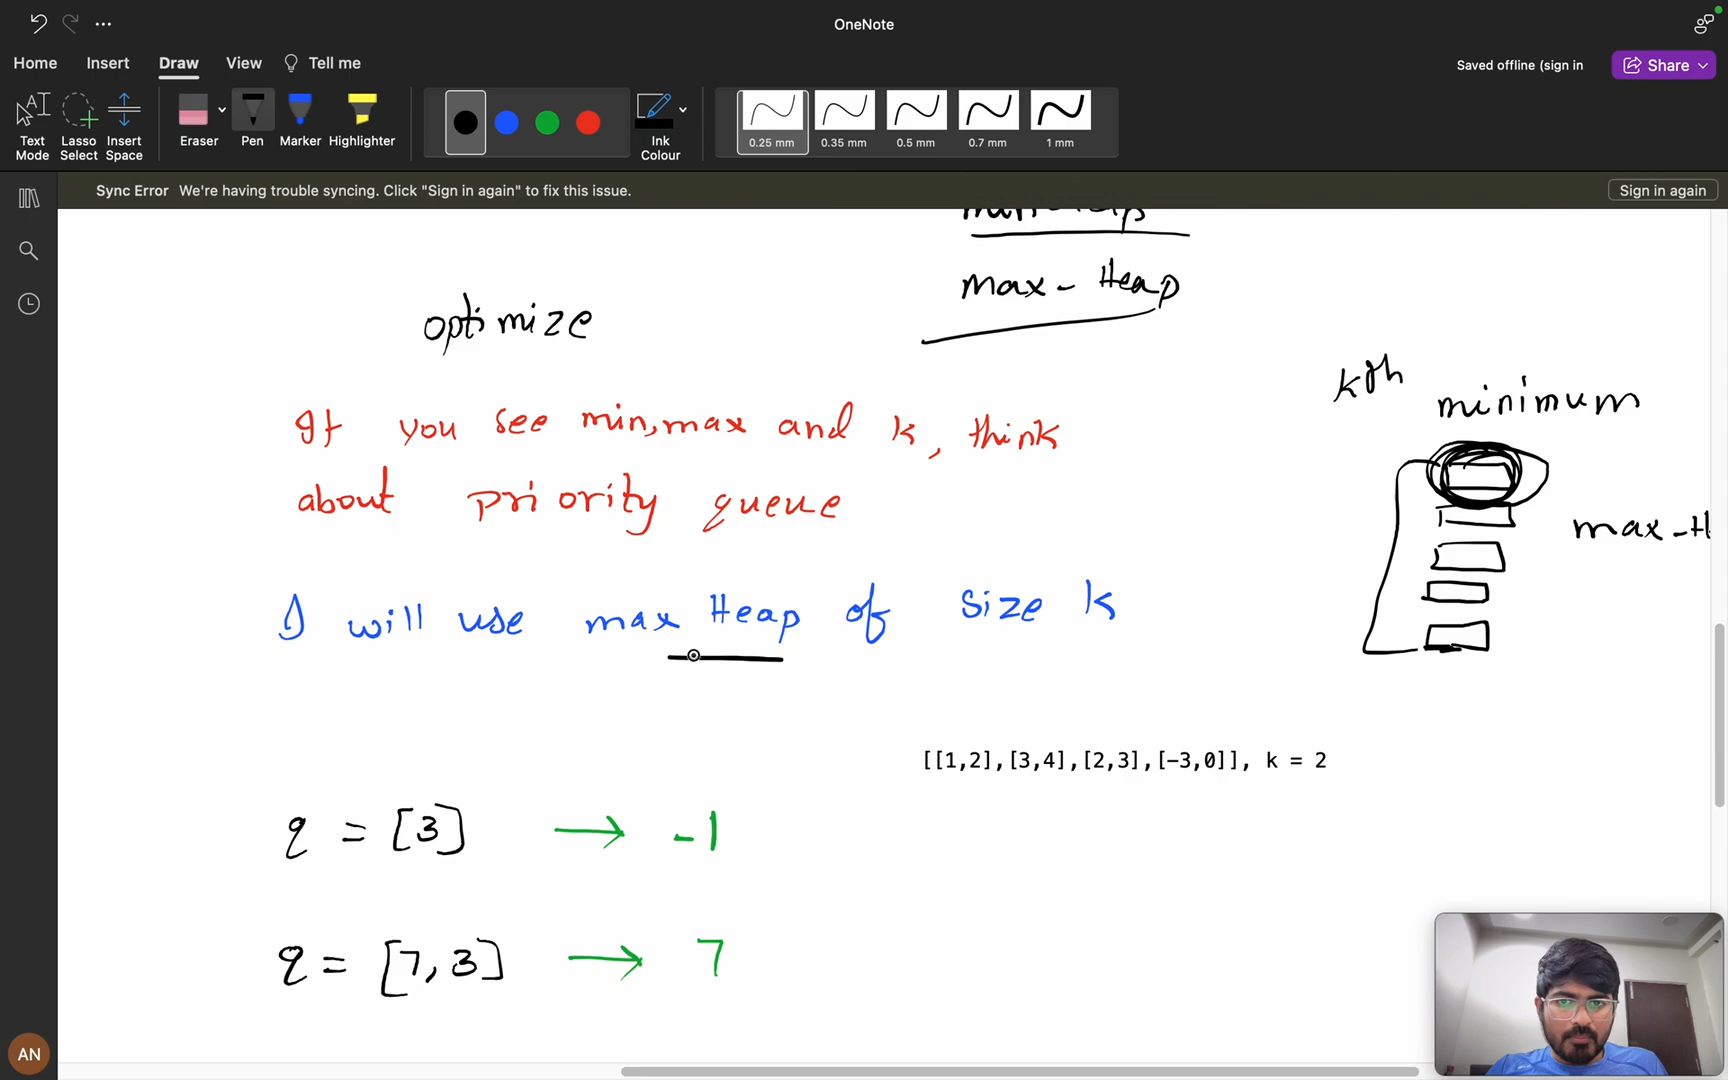 OneNote
Home Insert Draw View Tell me
Saved offline (sign in
Share
Text Mode
Lasso Select
Insert Space
Eraser
Pen
Marker
Highlighter
Ink Colour
0.25 mm
0.35 mm
0.5 mm
0.7 mm
1 mm
Sync Error We're having trouble syncing. Click "Sign in again" to fix this issue.
Sign in again
max - Heap
optimize
kth
minimum
If you see min,max and k, think
about priority queue
max - H
I will use max Heap of size k
[[1,2],[3,4],[2,3],[-3,0]], k = 2
q = [3] → -1
q = [7,3] → 7
AN